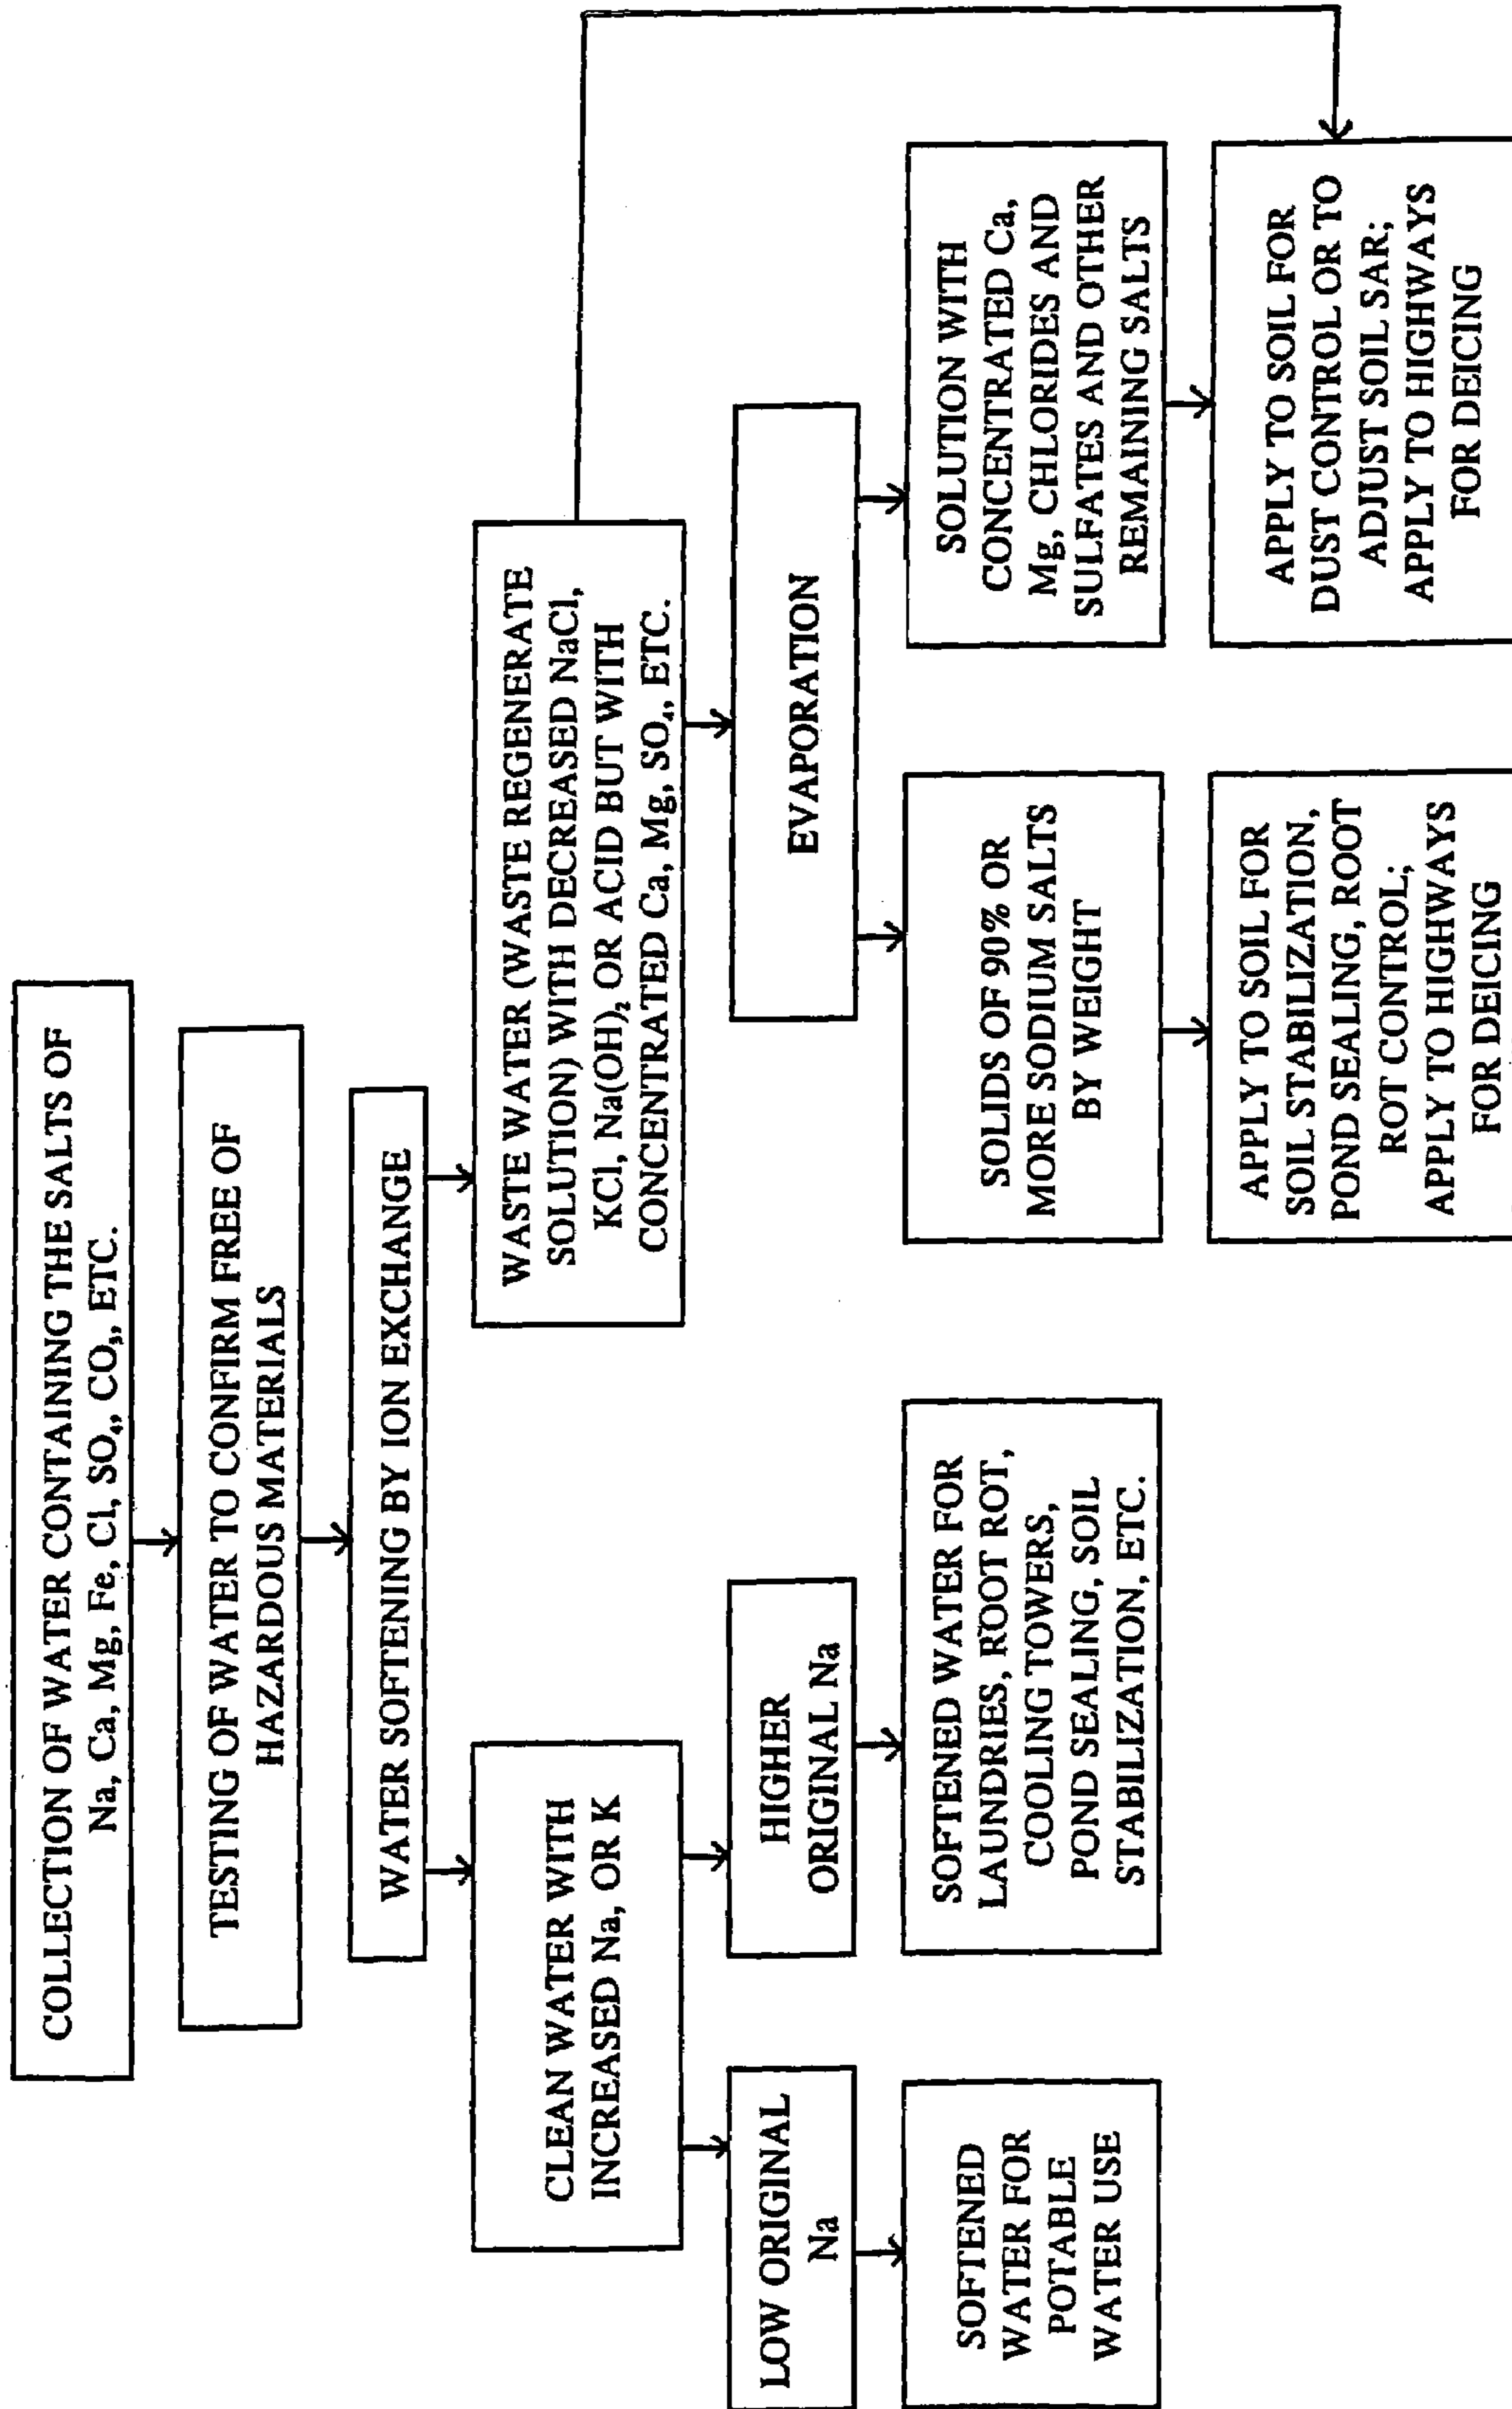 COLLECTION OF WATER CONTAINING THE SALTS OF
Na, Ca, Mg, Fe, Cl, SO₄, CO₃, ETC.
TESTING OF WATER TO CONFIRM FREE OF
HAZARDOUS MATERIALS
WATER SOFTENING BY ION EXCHANGE
CLEAN WATER WITH
INCREASED Na, OR K
WASTE WATER (WASTE REGENERATE
SOLUTION) WITH DECREASED NaCl,
KCl, Na(OH)₂ OR ACID BUT WITH
CONCENTRATED Ca, Mg, SO₄, ETC.
LOW ORIGINAL
Na
HIGHER
ORIGINAL Na
EVAPORATION
SOFTENED
WATER FOR
POTABLE
WATER USE
SOFTENED WATER FOR
LAUNDRIES, ROOT ROT,
COOLING TOWERS,
POND SEALING, SOIL
STABILIZATION, ETC.
SOLIDS OF 90% OR
MORE SODIUM SALTS
BY WEIGHT
SOLUTION WITH
CONCENTRATED Ca,
Mg, CHLORIDES AND
SULFATES AND OTHER
REMAINING SALTS
APPLY TO SOIL FOR
SOIL STABILIZATION,
POND SEALING, ROOT
ROT CONTROL;
APPLY TO HIGHWAYS
FOR DEICING
APPLY TO SOIL FOR
DUST CONTROL OR TO
ADJUST SOIL SAR;
APPLY TO HIGHWAYS
FOR DEICING